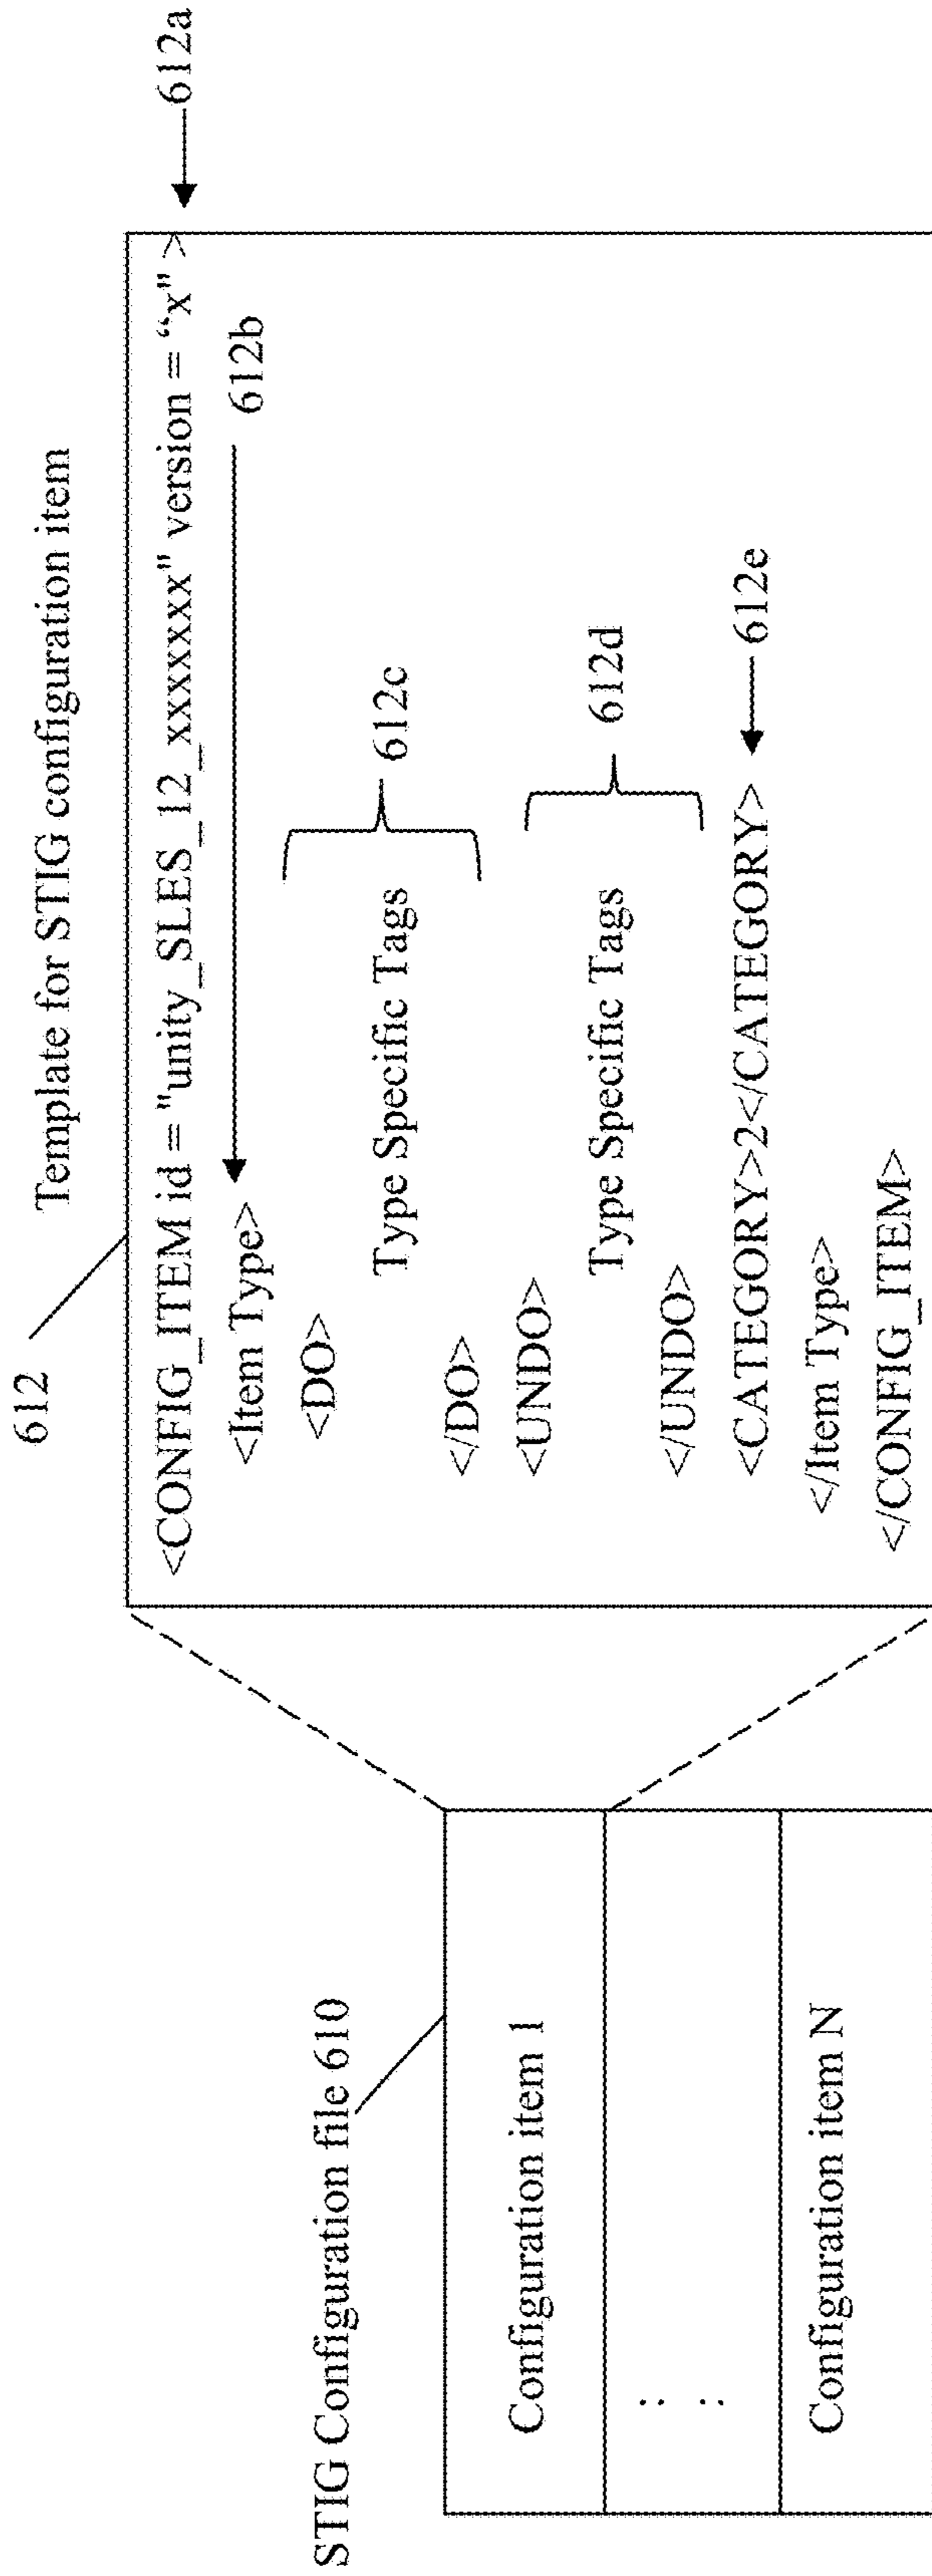 612
Template for STIG configuration item
<CONFIG_ITEM id = "unity_SLES_12_xxxxxx" version = “x" >
612a
<Item Type>
612b
<DO>
Type Specific Tags
612c
</DO>
<UNDO>
Type Specific Tags
612d
</UNDO>
<CATEGORY>2</CATEGORY>
612e
</Item Type>
</CONFIG_ITEM>
STIG Configuration file 610
Configuration item 1
: :
Configuration item N